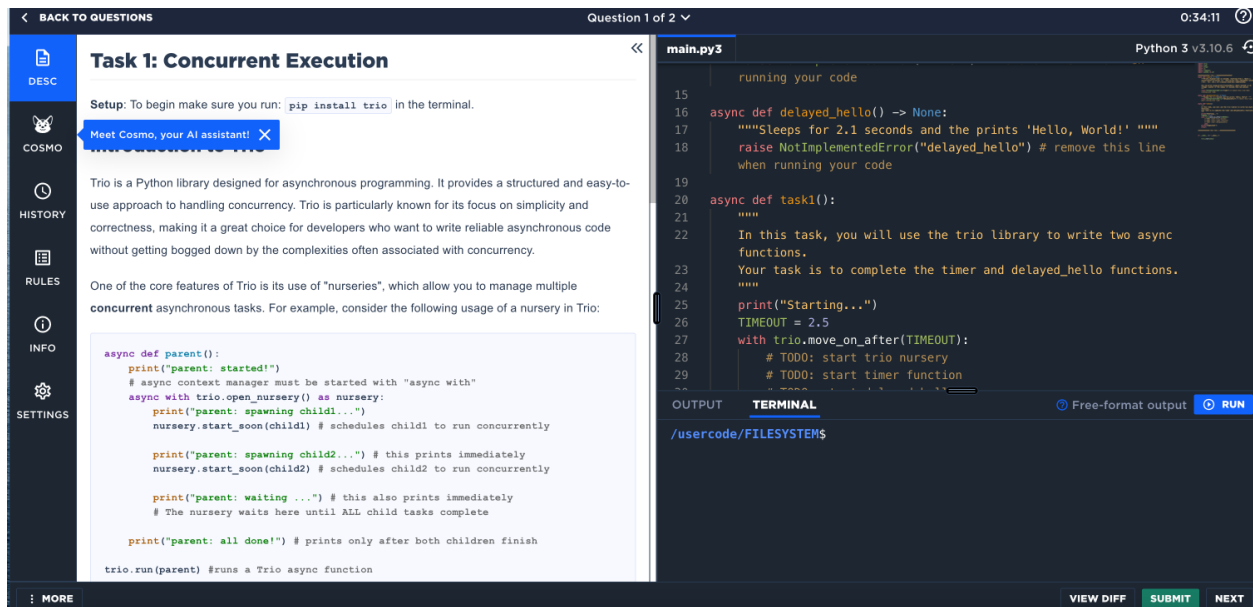 BACK TO QUESTIONS
Question 1 of 2
0:34:11
DESC
COSMO
HISTORY
RULES
INFO
SETTINGS
Task 1: Concurrent Execution
Setup: To begin make sure you run: pip install trio in the terminal.
Meet Cosmo, your AI assistant!
Trio is a Python library designed for asynchronous programming. It provides a structured and easy-to-
use approach to handling concurrency. Trio is particularly known for its focus on simplicity and
correctness, making it a great choice for developers who want to write reliable asynchronous code
without getting bogged down by the complexities often associated with concurrency.
One of the core features of Trio is its use of "nurseries", which allow you to manage multiple
concurrent asynchronous tasks. For example, consider the following usage of a nursery in Trio:
async def parent():
print("parent: started!")
# async context manager must be started with "async with"
async with trio.open_nursery() as nursery:
print("parent: spawning child1...")
nursery.start_soon(child1) # schedules child1 to run concurrently
print("parent: spawning child2...") # this prints immediately
nursery.start_soon(child2) # schedules child2 to run concurrently
print("parent: waiting ...") # this also prints immediately
# The nursery waits here until ALL child tasks complete
print("parent: all done!") # prints only after both children finish
trio.run(parent) #runs a Trio async function
main.py3
Python 3 v3.10.6
running your code
15
16 async def delayed_hello() -> None:
17 """Sleeps for 2.1 seconds and the prints 'Hello, World!' """
18 raise NotImplementedError("delayed_hello") # remove this line
when running your code
19
20 async def task1():
21 """
22 In this task, you will use the trio library to write two async
functions.
23 Your task is to complete the timer and delayed_hello functions.
24 """
25 print("Starting...")
26 TIMEOUT = 2.5
27 with trio.move_on_after(TIMEOUT):
28 # TODO: start trio nursery
29 # TODO: start timer function
OUTPUT
TERMINAL
Free-format output
RUN
/usercode/FILESYSTEM$
MORE
VIEW DIFF
SUBMIT
NEXT